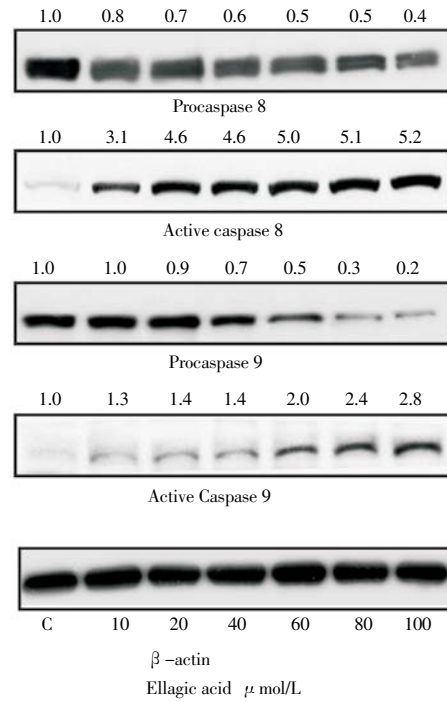 1.0 0.8 0.7 0.6 0.5 0.5 0.4
Procaspase 8
1.0 3.1 4.6 4.6 5.0 5.1 5.2
Active caspase 8
1.0 1.0 0.9 0.7 0.5 0.3 0.2
Procaspase 9
1.0 1.3 1.4 1.4 2.0 2.4 2.8
Active Caspase 9
C 10 20 40 60 80 100
β-actin
Ellagic acid μ mol/L